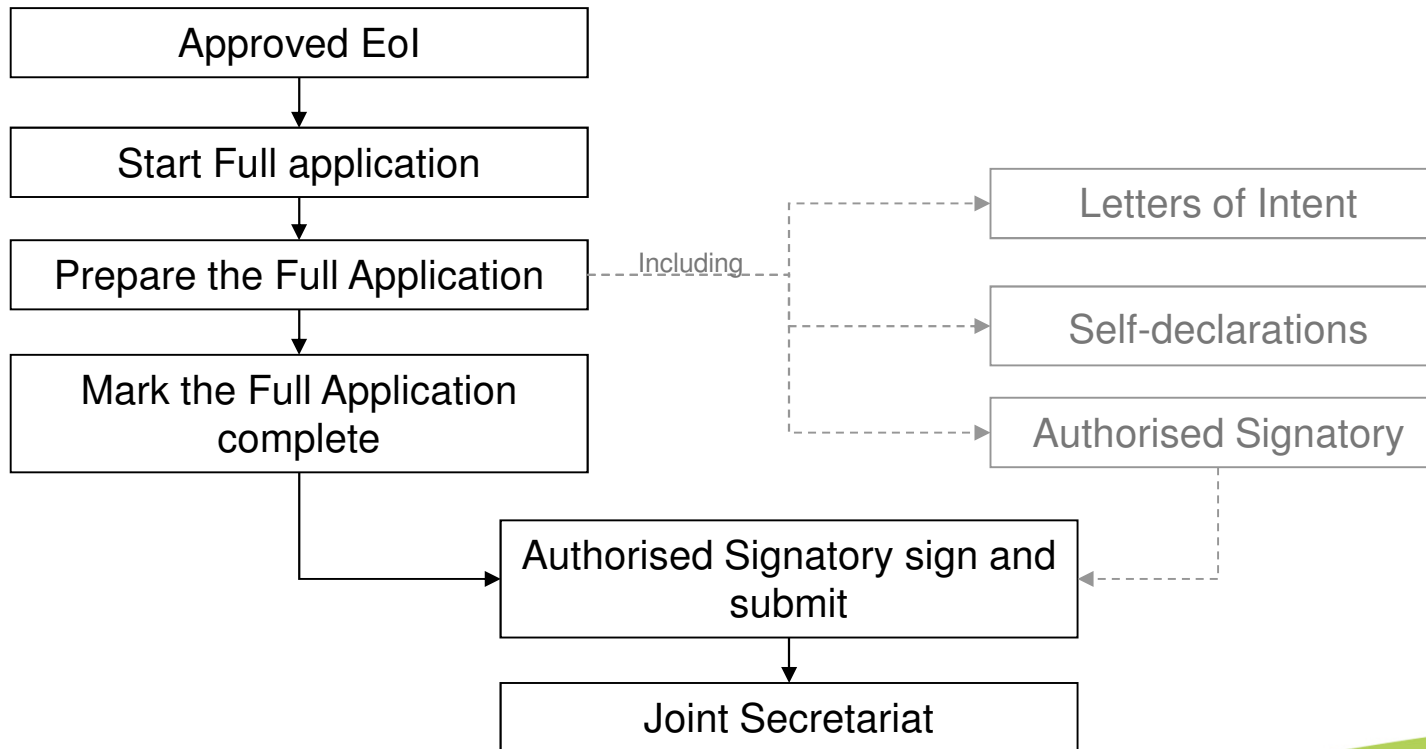 Approved EoI
Start Full application
Prepare the Full Application
Including
Letters of Intent
Self-declarations
Authorised Signatory
Mark the Full Application
complete
Authorised Signatory sign and
submit
Joint Secretariat